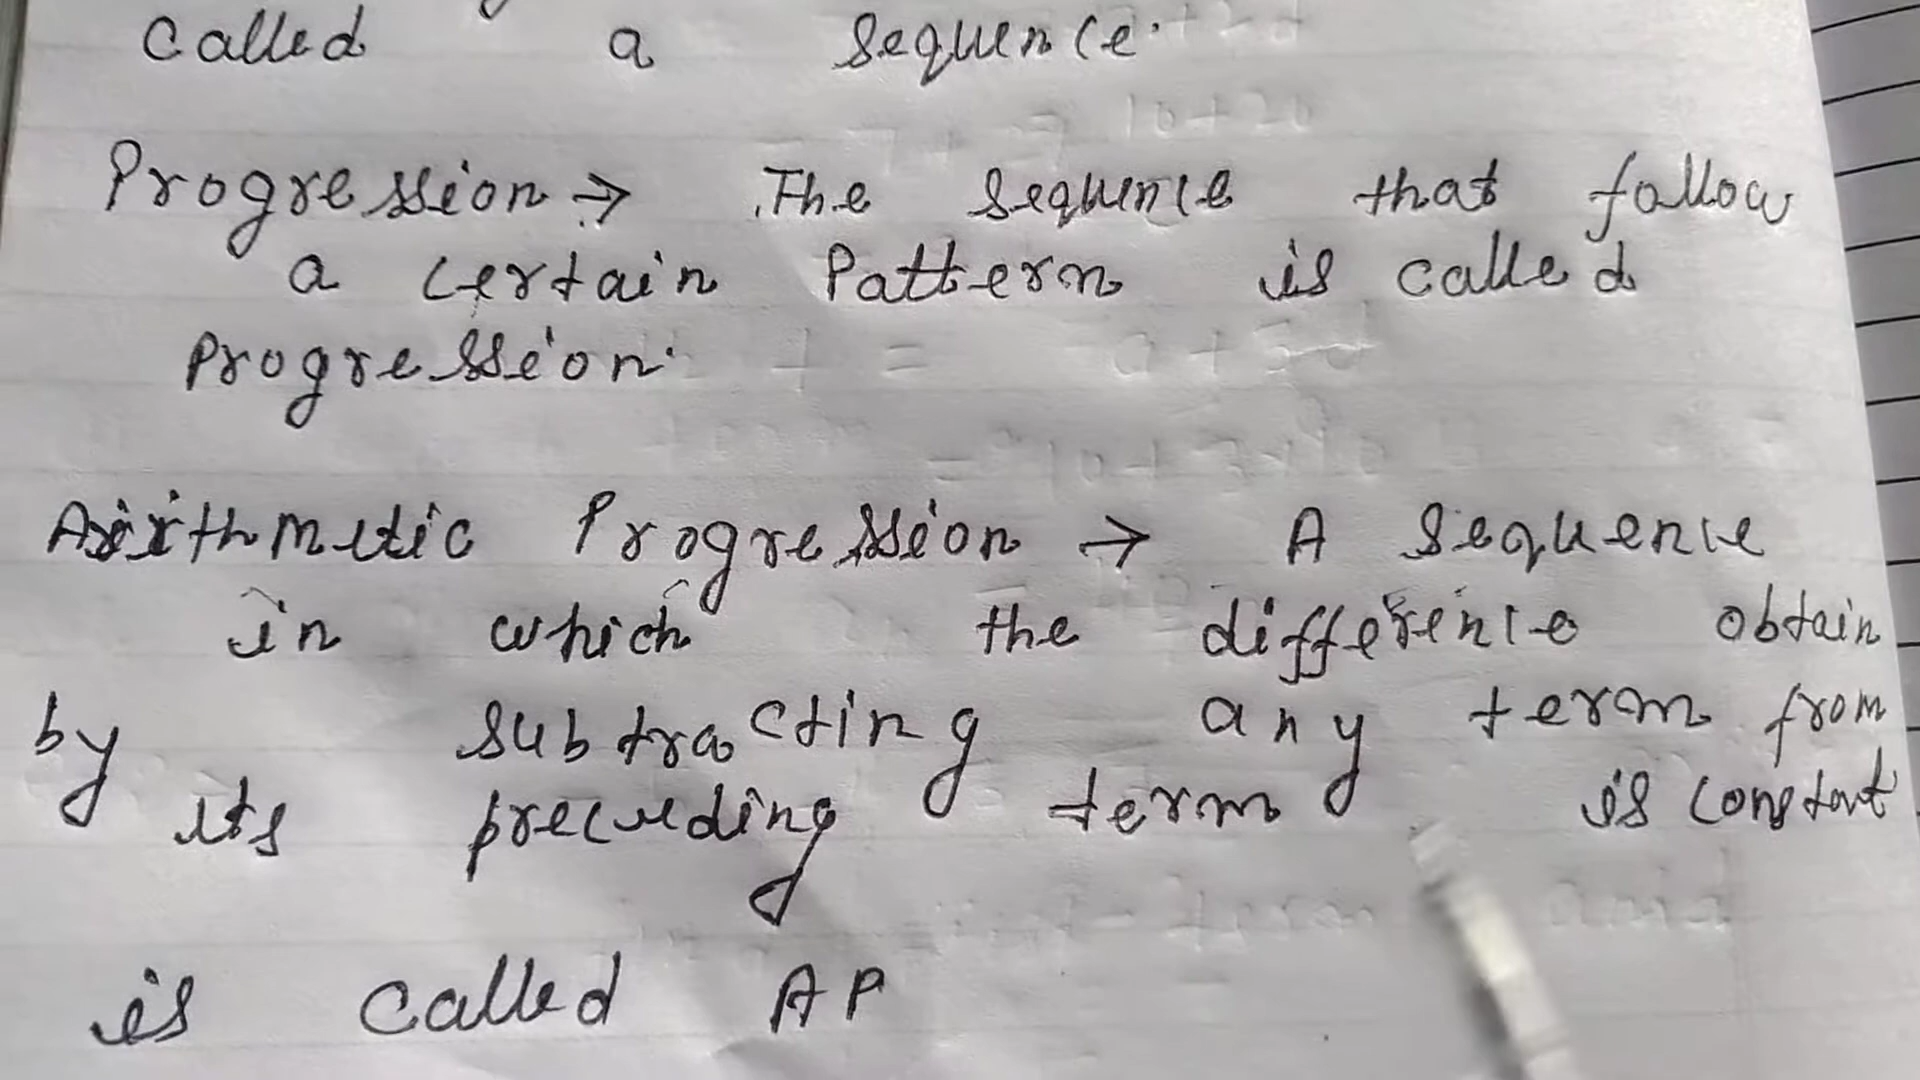 Called a Sequence.
Progression → The Sequence that follow
a certain Pattern is called
Progression.
Arithmetic Progression → A Sequence
in which the difference obtain
by subtracting any term from
its preceding term is constant
is called AP